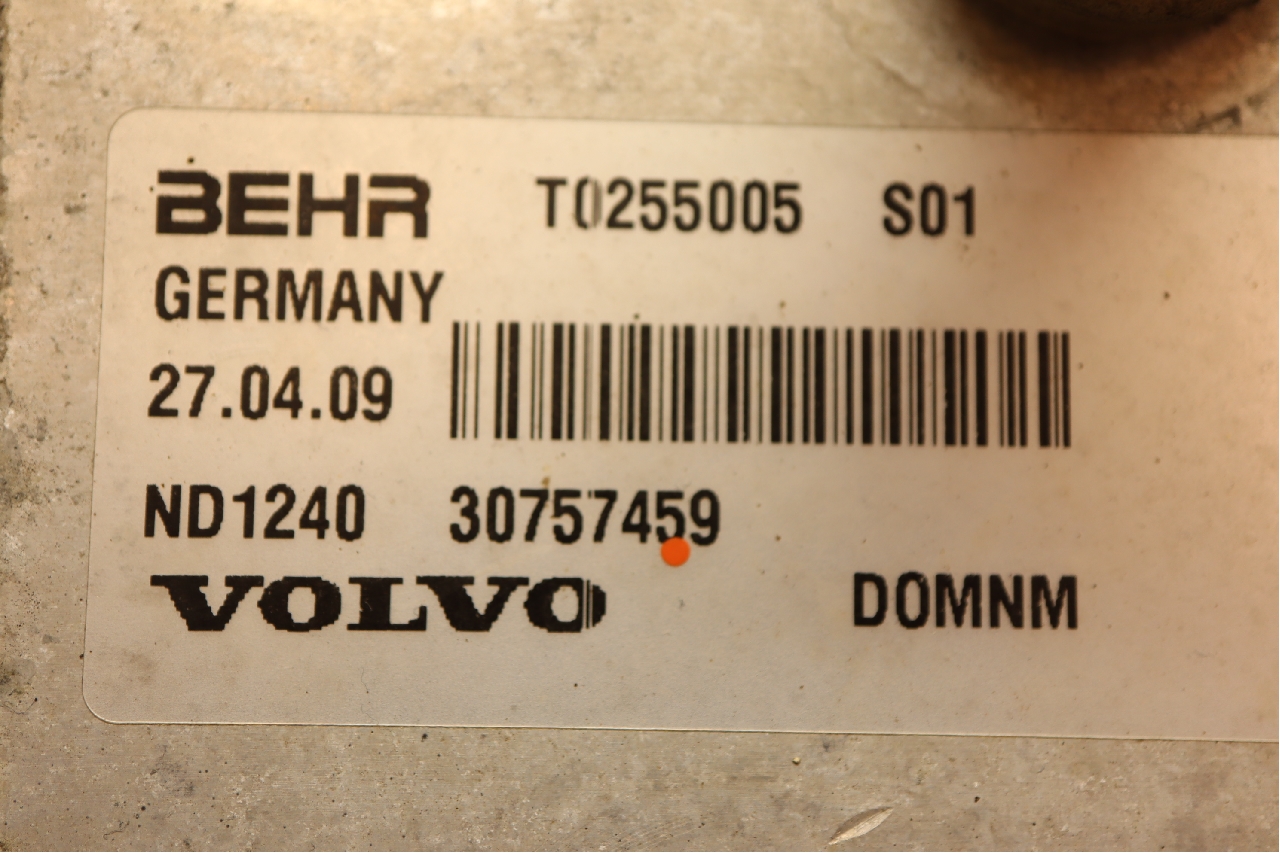 BEHR T0255005 S01
GERMANY
27.04.09
ND1240 30757459
VOLVO DOMNM